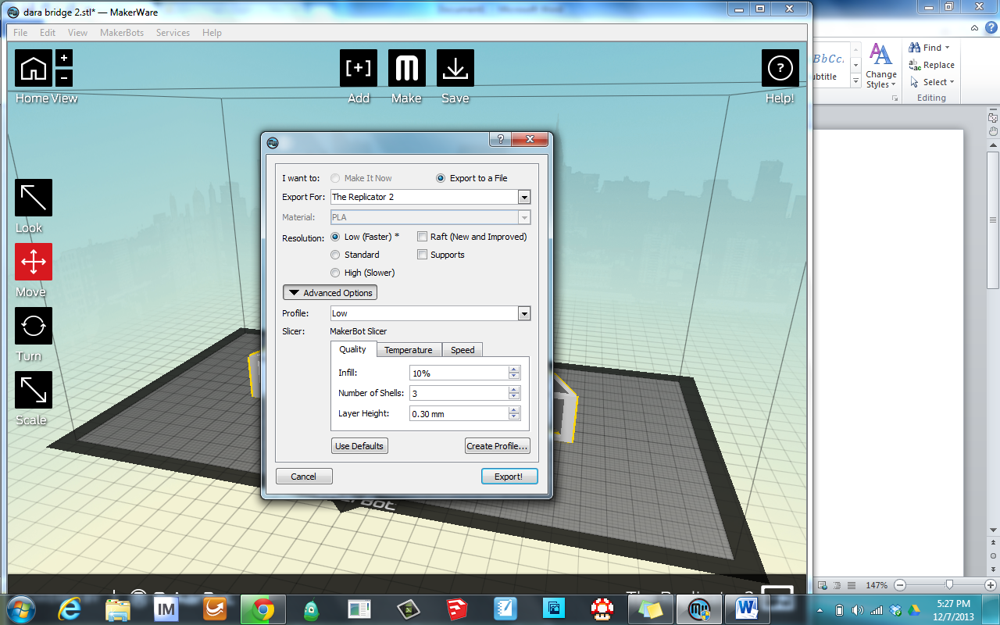 dara bridge 2.stl* — MakerWare
File Edit View MakerBots Services Help
Home View
Add
Make
Save
Help!
Look
Move
Turn
Scale
I want to: Make It Now Export to a File
Export For: The Replicator 2
Material: PLA
Resolution: Low (Faster) * Raft (New and Improved)
Standard Supports
High (Slower)
Advanced Options
Profile: Low
Slicer: MakerBot Slicer
Quality Temperature Speed
Infill: 10%
Number of Shells: 3
Layer Height: 0.30 mm
Use Defaults Create Profile...
Cancel Export!
Find
Replace
Select
Editing
Change
Styles
ubtitle
147%
IM
5:27 PM
12/7/2013